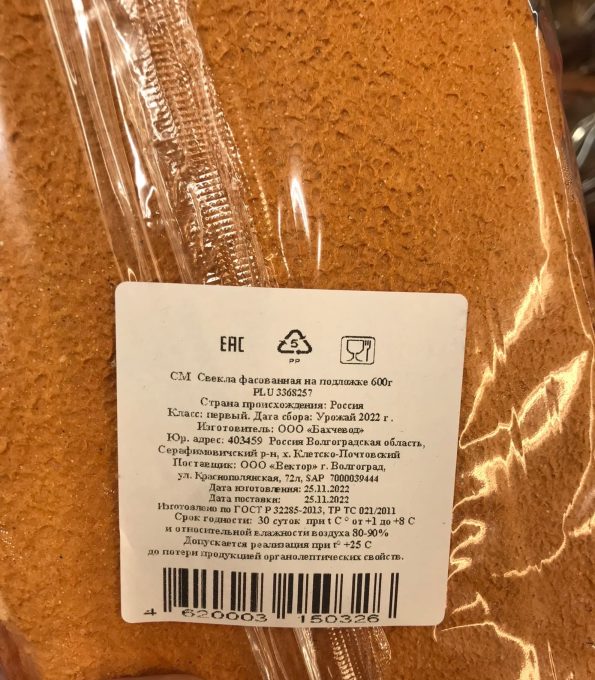 EAC 5
PP
СМ Свекла фасованная на подложке 600г
PLU 3368257
Страна происхождения: Россия
Класс: первый. Дата сбора: Урожай 2022 г.
Изготовитель: ООО «Бахчевод»
Юр. адрес: 403459 Россия Волгоградская область,
Серафимовичский р-н, х. Клетско-Почтовский
Поставщик: ООО «Вектор» г. Волгоград,
ул. Краснополянская, 72л, SAP 7000039444
Дата изготовления: 25.11.2022
Дата поставки: 25.11.2022
Изготовлено по ГОСТ Р 32285-2013, ТР ТС 021/2011
Срок годности: 30 суток при t С ° от +1 до +8 С
и относительной влажности воздуха 80-90%
Допускается реализация при t° +25 С
до потери продукцией органолептических свойств.
4 620003 150326